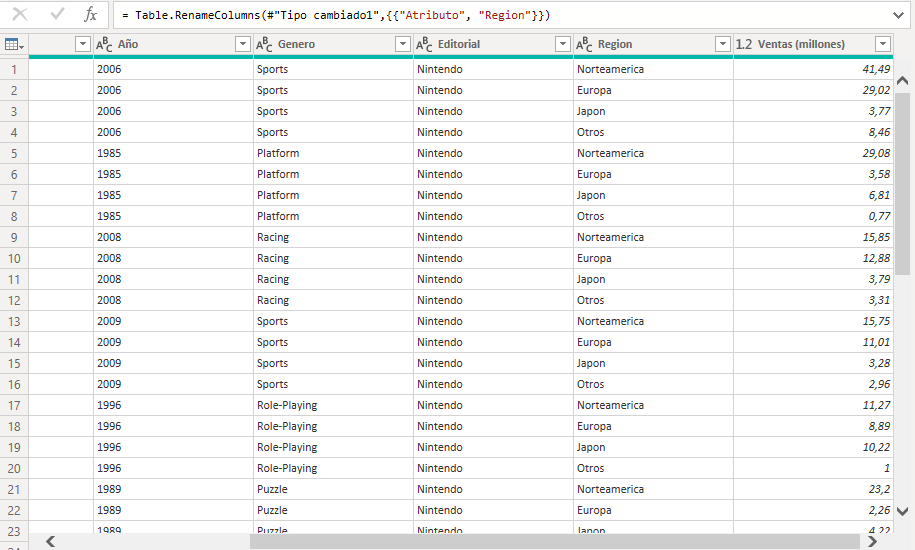 fx = Table.RenameColumns(#"Tipo cambiado1",{{"Atributo", "Region"}})
ABC Año ABC Genero ABC Editorial ABC Region 1.2 Ventas (millones)
1 2006 Sports Nintendo Norteamerica 41,49
2 2006 Sports Nintendo Europa 29,02
3 2006 Sports Nintendo Japon 3,77
4 2006 Sports Nintendo Otros 8,46
5 1985 Platform Nintendo Norteamerica 29,08
6 1985 Platform Nintendo Europa 3,58
7 1985 Platform Nintendo Japon 6,81
8 1985 Platform Nintendo Otros 0,77
9 2008 Racing Nintendo Norteamerica 15,85
10 2008 Racing Nintendo Europa 12,88
11 2008 Racing Nintendo Japon 3,79
12 2008 Racing Nintendo Otros 3,31
13 2009 Sports Nintendo Norteamerica 15,75
14 2009 Sports Nintendo Europa 11,01
15 2009 Sports Nintendo Japon 3,28
16 2009 Sports Nintendo Otros 2,96
17 1996 Role-Playing Nintendo Norteamerica 11,27
18 1996 Role-Playing Nintendo Europa 8,89
19 1996 Role-Playing Nintendo Japon 10,22
20 1996 Role-Playing Nintendo Otros 1
21 1989 Puzzle Nintendo Norteamerica 23,2
22 1989 Puzzle Nintendo Europa 2,26
23 1989 Puzzle Nintendo Japon 4,22